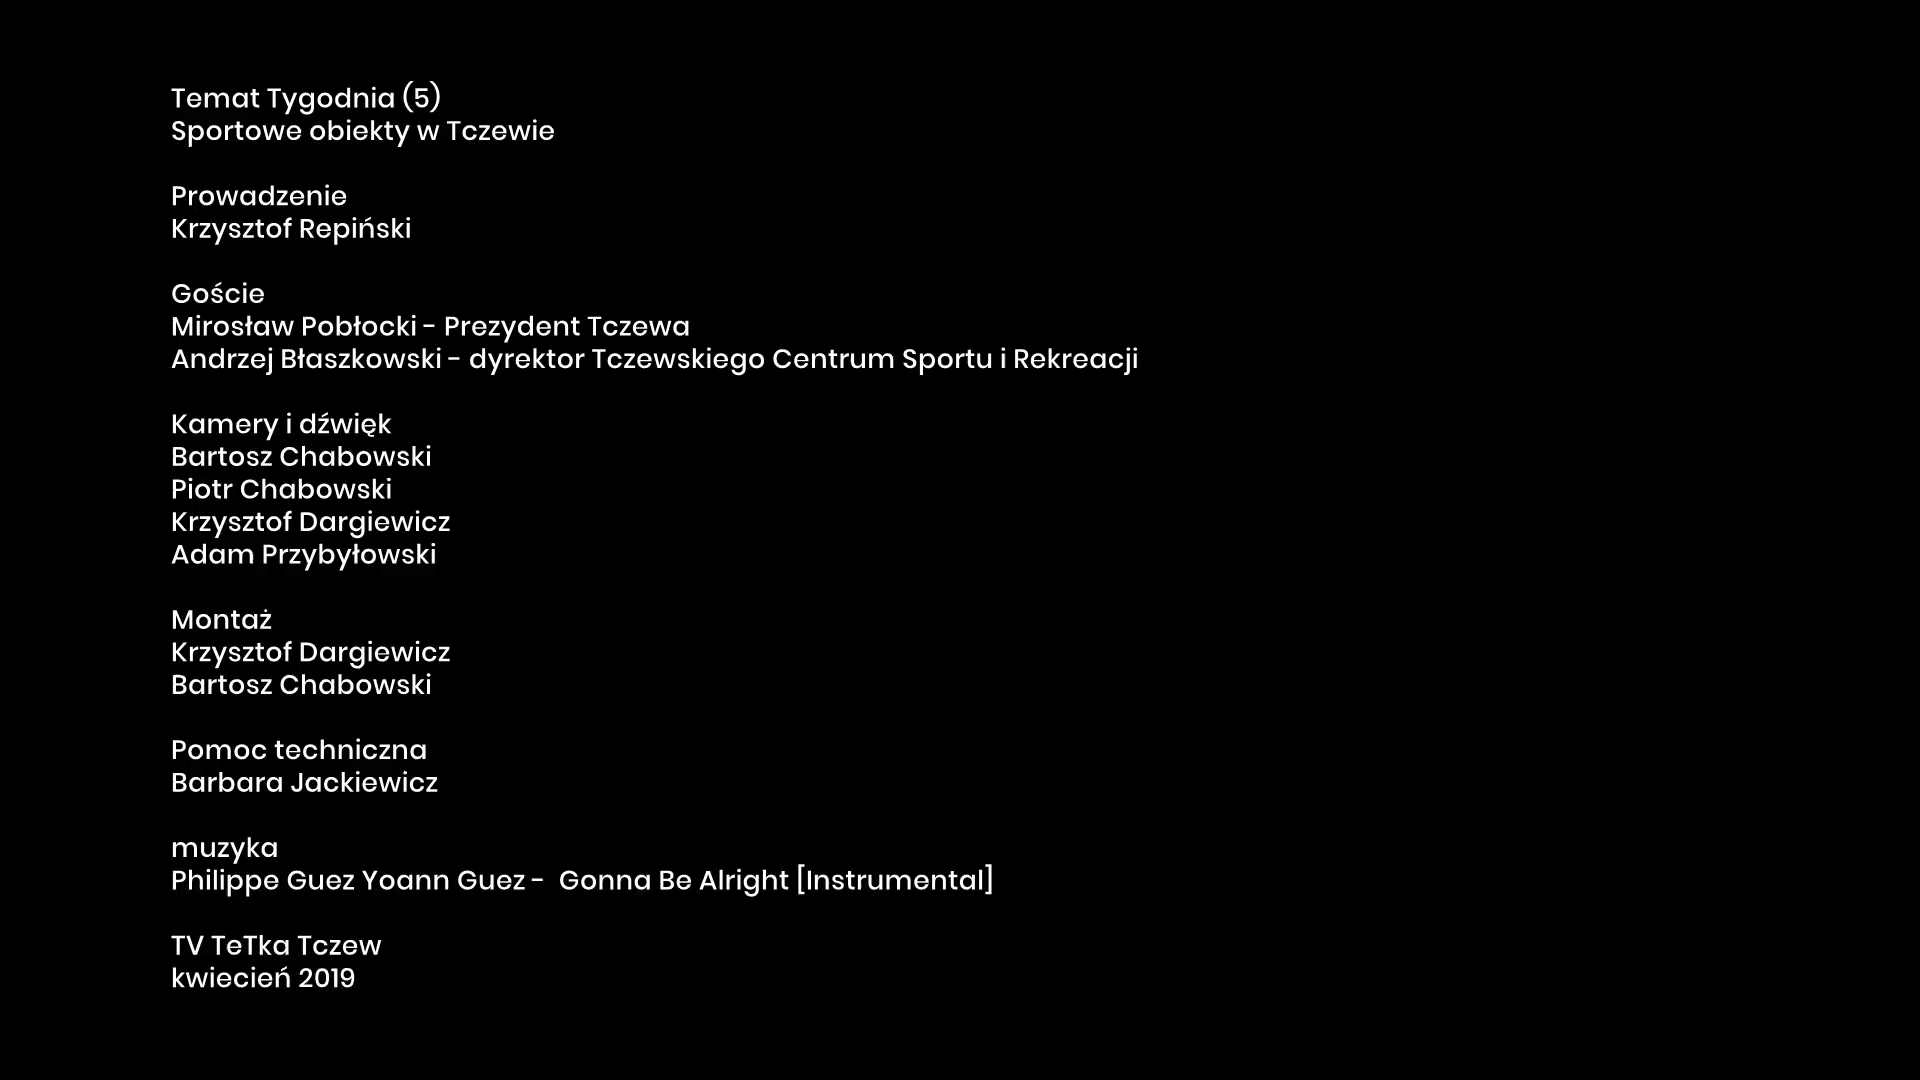 Temat Tygodnia (5)
Sportowe obiekty w Tczewie
Prowadzenie
Krzysztof Repiński
Goście
Mirosław Pobłocki - Prezydent Tczewa
Andrzej Błaszkowski - dyrektor Tczewskiego Centrum Sportu i Rekreacji
Kamery i dźwięk
Bartosz Chabowski
Piotr Chabowski
Krzysztof Dargiewicz
Adam Przybyłowski
Montaż
Krzysztof Dargiewicz
Bartosz Chabowski
Pomoc techniczna
Barbara Jackiewicz
muzyka
Philippe Guez Yoann Guez -  Gonna Be Alright [Instrumental]
TV TeTka Tczew
kwiecień 2019